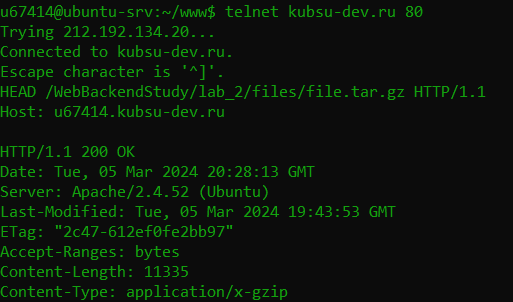 u67414@ubuntu-srv:~/www$ telnet kubsu-dev.ru 80
Trying 212.192.134.20...
Connected to kubsu-dev.ru.
Escape character is '^]'.
HEAD /WebBackendStudy/lab_2/files/file.tar.gz HTTP/1.1
Host: u67414.kubsu-dev.ru

HTTP/1.1 200 OK
Date: Tue, 05 Mar 2024 20:28:13 GMT
Server: Apache/2.4.52 (Ubuntu)
Last-Modified: Tue, 05 Mar 2024 19:43:53 GMT
ETag: "2c47-612ef0fe2bb97"
Accept-Ranges: bytes
Content-Length: 11335
Content-Type: application/x-gzip